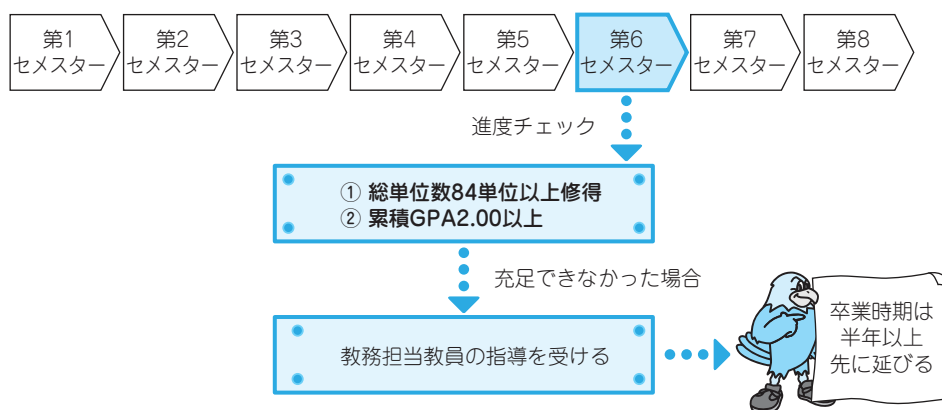 第1
セメスター
第2
セメスター
第3
セメスター
第4
セメスター
第5
セメスター
第6
セメスター
第7
セメスター
第8
セメスター
進度チェック
① 総単位数84単位以上修得
② 累積GPA2.00以上
充足できなかった場合
教務担当教員の指導を受ける
卒業時期は
半年以上
先に延びる